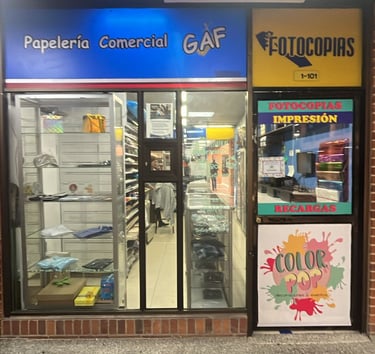 Papelería Comercial GAF
FOTOCOPIAS
1-101
FOTOCOPIAS
IMPRESIÓN
RECARGAS
COLOR
POP